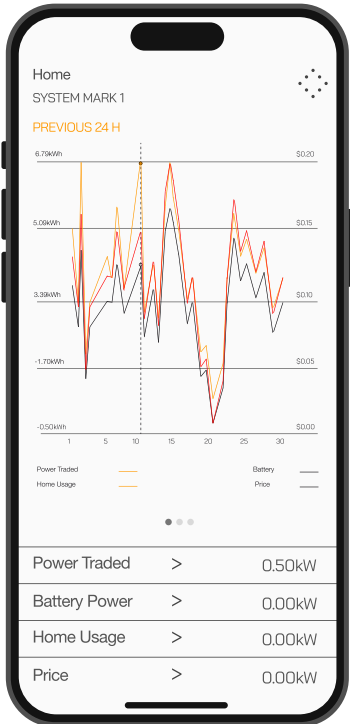 Home
SYSTEM MARK 1
PREVIOUS 24 H
6.79kWh $0.20
5.09kWh $0.15
3.39kWh $0.10
-1.70kWh $0.05
-0.50kWh $0.00
1 5 10 15 20 25 30
Power Traded Battery
Home Usage Price
Power Traded > 0.50kW
Battery Power > 0.00kW
Home Usage > 0.00kW
Price > 0.00kW